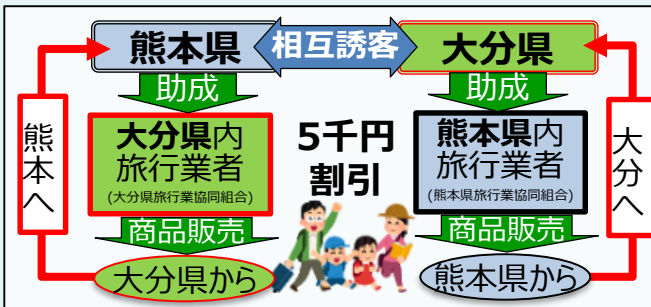 熊本県
相互誘客
大分県
助成
助成
熊本へ
大分県内
旅行業者
(大分県旅行業協同組合)
5千円
割引
熊本県内
旅行業者
(熊本県旅行業協同組合)
大分へ
商品販売
商品販売
大分県から
熊本県から